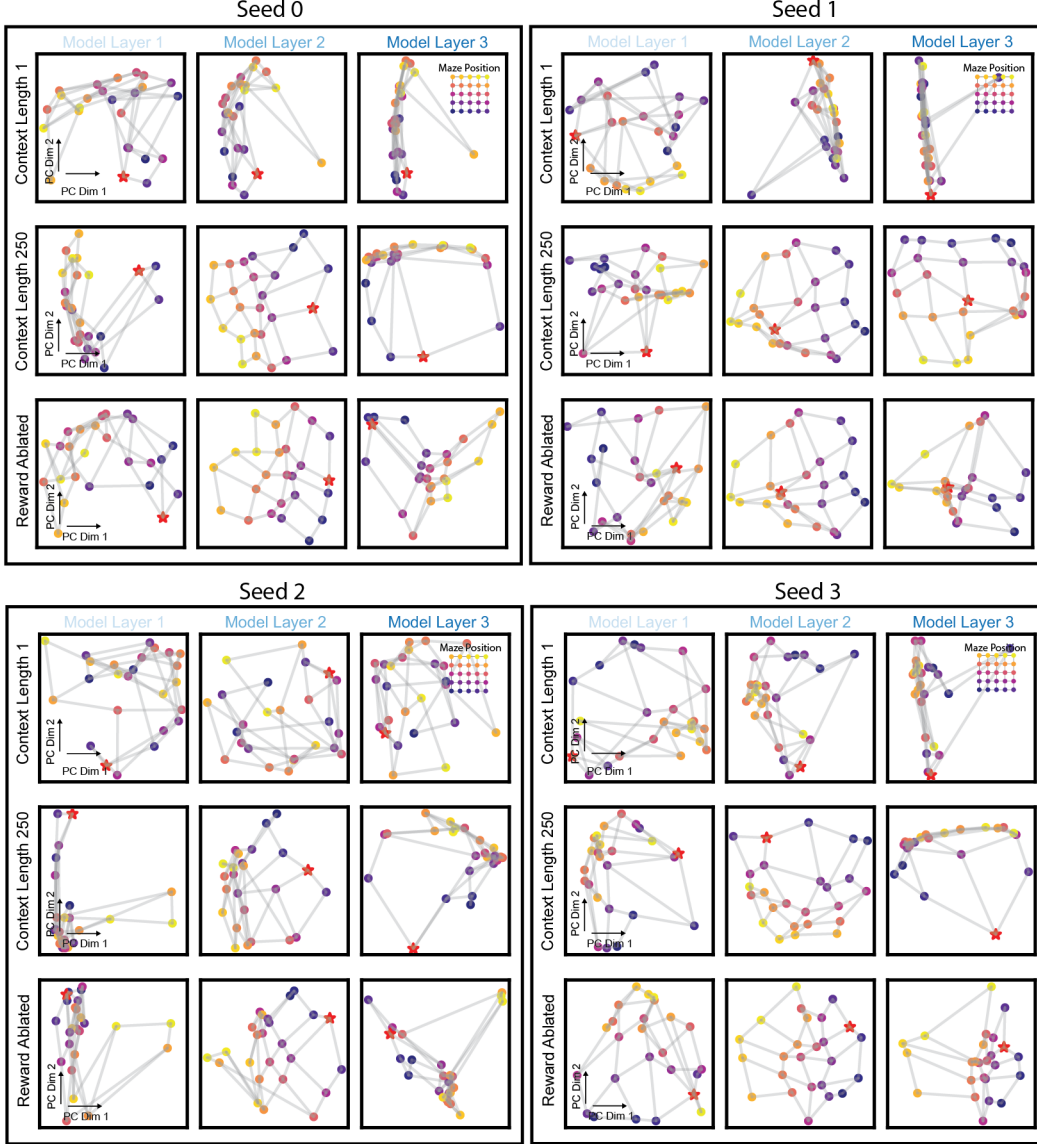 Seed 0
Model Layer 1
Model Layer 2
Model Layer 3
Context Length 1
PC Dim 2
PC Dim 1
Maze Position
Context Length 250
PC Dim 2
PC Dim 1
Reward Ablated
PC Dim 2
PC Dim 1
Seed 1
Model Layer 1
Model Layer 2
Model Layer 3
Context Length 1
PC Dim 2
PC Dim 1
Maze Position
Context Length 250
PC Dim 2
PC Dim 1
Reward Ablated
PC Dim 2
PC Dim 1
Seed 2
Model Layer 1
Model Layer 2
Model Layer 3
Context Length 1
PC Dim 2
PC Dim 1
Maze Position
Context Length 250
PC Dim 2
PC Dim 1
Reward Ablated
PC Dim 2
PC Dim 1
Seed 3
Model Layer 1
Model Layer 2
Model Layer 3
Context Length 1
PC Dim 2
PC Dim 1
Maze Position
Context Length 250
PC Dim 2
PC Dim 1
Reward Ablated
PC Dim 2
PC Dim 1